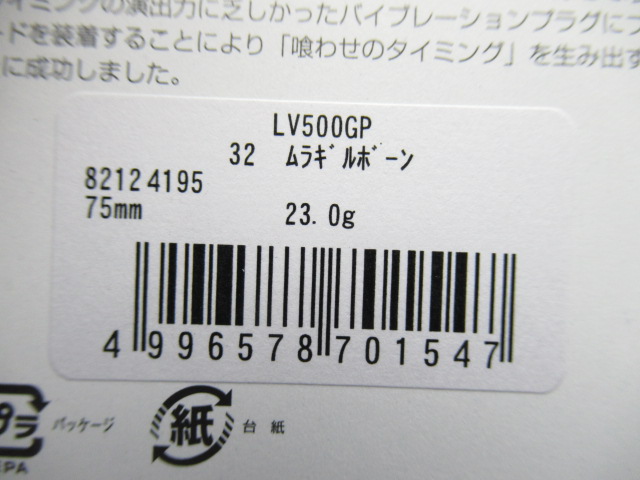 イミングの演出力に乏しかったバイブレーションプラグにブ
ードを装着することにより「喰わせのタイミング」を生み出す
に成功しました。
LV500GP
32 ﾑﾗｷﾞﾙﾎﾞｰﾝ
82124195
75mm 23.0g
4 996578 701547
プラ パッケージ 紙 台紙
EPA